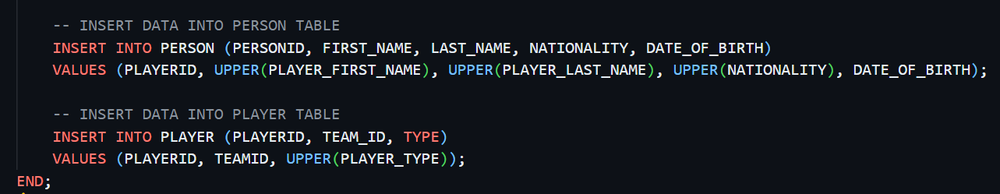 -- INSERT DATA INTO PERSON TABLE
INSERT INTO PERSON (PERSONID, FIRST_NAME, LAST_NAME, NATIONALITY, DATE_OF_BIRTH)
VALUES (PLAYERID, UPPER(PLAYER_FIRST_NAME), UPPER(PLAYER_LAST_NAME), UPPER(NATIONALITY), DATE_OF_BIRTH);
-- INSERT DATA INTO PLAYER TABLE
INSERT INTO PLAYER (PLAYERID, TEAM_ID, TYPE)
VALUES (PLAYERID, TEAMID, UPPER(PLAYER_TYPE));
END;